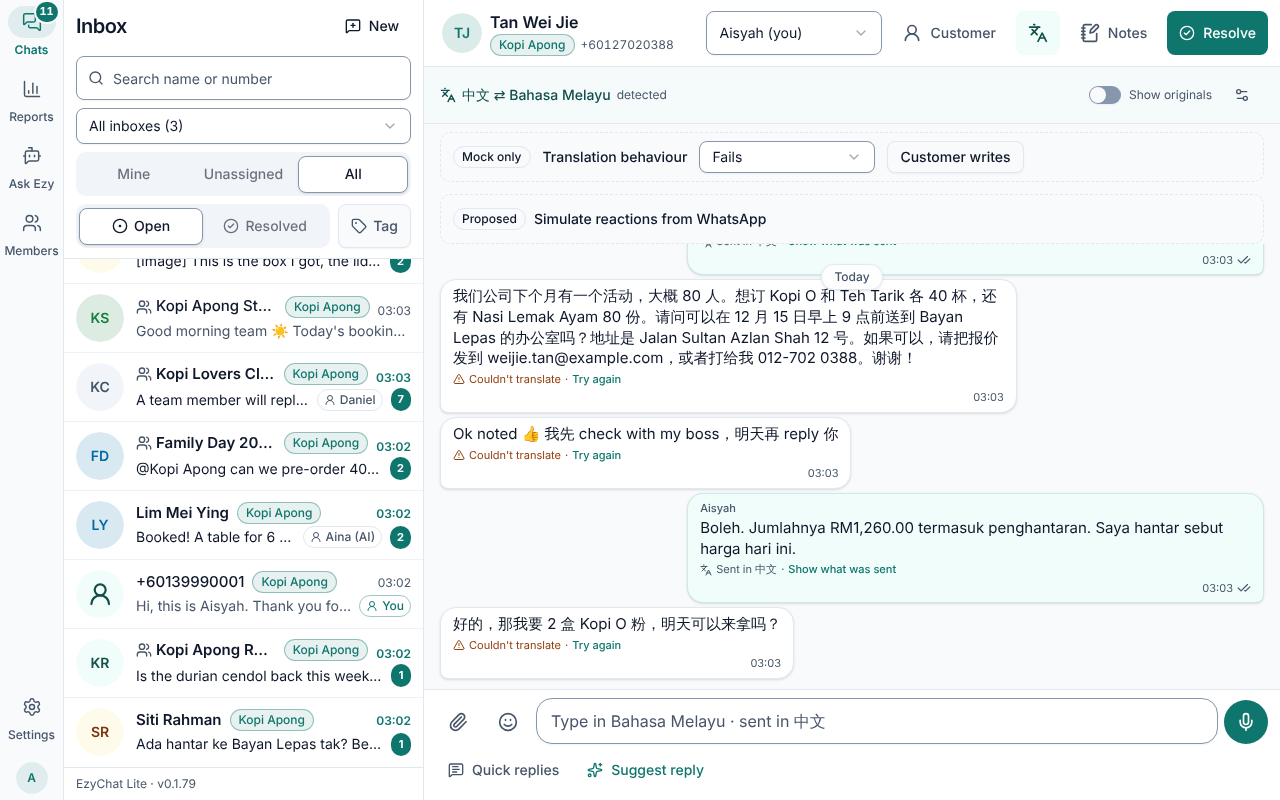 11
Chats
Reports
Ask Ezy
Members
Settings
A
Inbox
New
Search name or number
All inboxes (3)
Mine
Unassigned
All
Open
Resolved
Tag
[Image] This is the box I got, the lid...
2
KS
Kopi Apong St...
Kopi Apong
03:03
Good morning team ☀️ Today's bookin...
KC
Kopi Lovers Cl...
Kopi Apong
03:03
A team member will repl...
Daniel
7
FD
Family Day 20...
Kopi Apong
03:02
@Kopi Apong can we pre-order 40...
2
LY
Lim Mei Ying
Kopi Apong
03:02
Booked! A table for 6 ...
Aina (AI)
2
+60139990001
Kopi Apong
03:02
Hi, this is Aisyah. Thank you fo...
You
KR
Kopi Apong R...
Kopi Apong
03:02
Is the durian cendol back this week...
1
SR
Siti Rahman
Kopi Apong
03:02
Ada hantar ke Bayan Lepas tak? Be...
1
EzyChat Lite · v0.1.79
TJ
Tan Wei Jie
Kopi Apong
+60127020388
Aisyah (you)
Customer
Notes
Resolve
中文 ⇄ Bahasa Melayu detected
Show originals
Mock only
Translation behaviour
Fails
Customer writes
Proposed
Simulate reactions from WhatsApp
Sent in 中文 · Show what was sent
03:03
Today
我们公司下个月有一个活动，大概 80 人。想订 Kopi O 和 Teh Tarik 各 40 杯，还
有 Nasi Lemak Ayam 80 份。请问可以在 12 月 15 日早上 9 点前送到 Bayan
Lepas 的办公室吗？地址是 Jalan Sultan Azlan Shah 12 号。如果可以，请把报价
发到 weijie.tan@example.com，或者打给我 012-702 0388。谢谢！
Couldn't translate · Try again
03:03
Ok noted 👍 我先 check with my boss，明天再 reply 你
Couldn't translate · Try again
03:03
Aisyah
Boleh. Jumlahnya RM1,260.00 termasuk penghantaran. Saya hantar sebut
harga hari ini.
Sent in 中文 · Show what was sent
03:03
好的，那我要 2 盒 Kopi O 粉，明天可以来拿吗？
Couldn't translate · Try again
03:03
Type in Bahasa Melayu · sent in 中文
Quick replies
Suggest reply